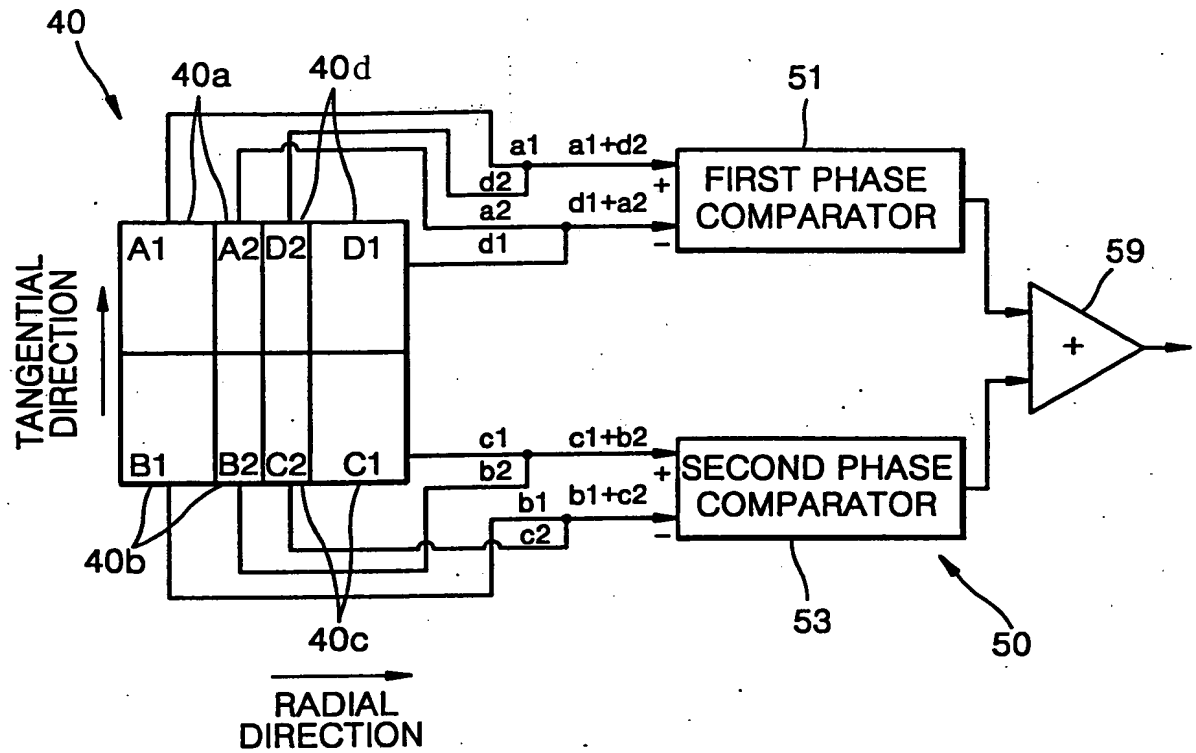 40
40a
40d
51
a1
a1+d2
d2
+
FIRST PHASE
COMPARATOR
a2
d1+a2
d1
−
A1
A2
D2
D1
59
TANGENTIAL
DIRECTION
+
B1
B2
C2
C1
c1
c1+b2
b2
+
SECOND PHASE
COMPARATOR
b1
b1+c2
c2
−
40b
40c
53
50
RADIAL
DIRECTION